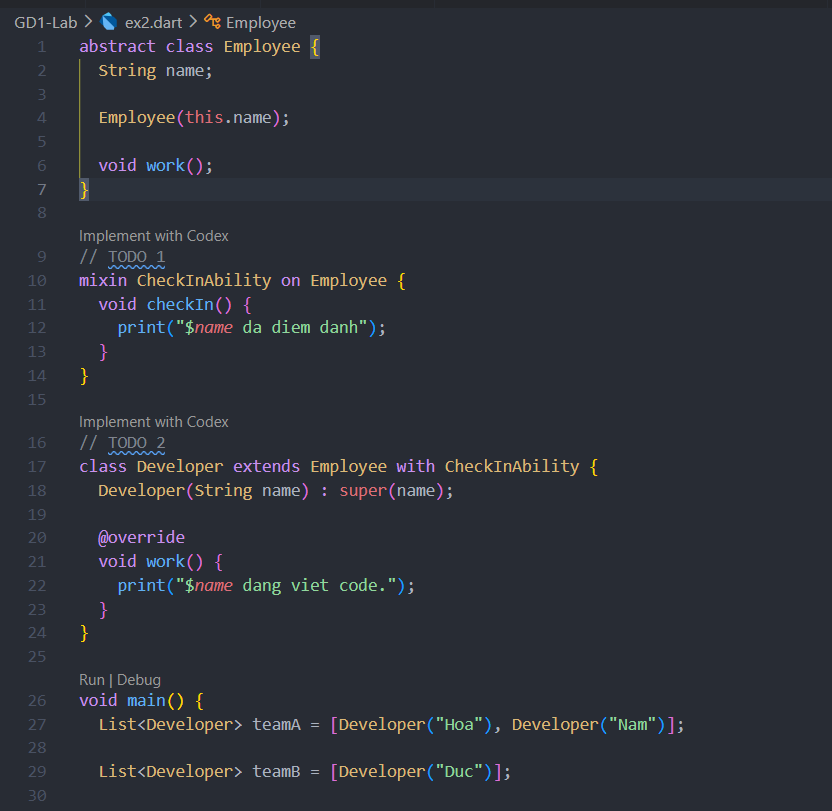 GD1-Lab > ex2.dart > Employee
1 abstract class Employee {
2 String name;
3
4 Employee(this.name);
5
6 void work();
7 }
8
Implement with Codex
9 // TODO 1
10 mixin CheckInAbility on Employee {
11 void checkIn() {
12 print("$name da diem danh");
13 }
14 }
15
Implement with Codex
16 // TODO 2
17 class Developer extends Employee with CheckInAbility {
18 Developer(String name) : super(name);
19
20 @override
21 void work() {
22 print("$name dang viet code.");
23 }
24 }
25
Run | Debug
26 void main() {
27 List<Developer> teamA = [Developer("Hoa"), Developer("Nam")];
28
29 List<Developer> teamB = [Developer("Duc")];
30